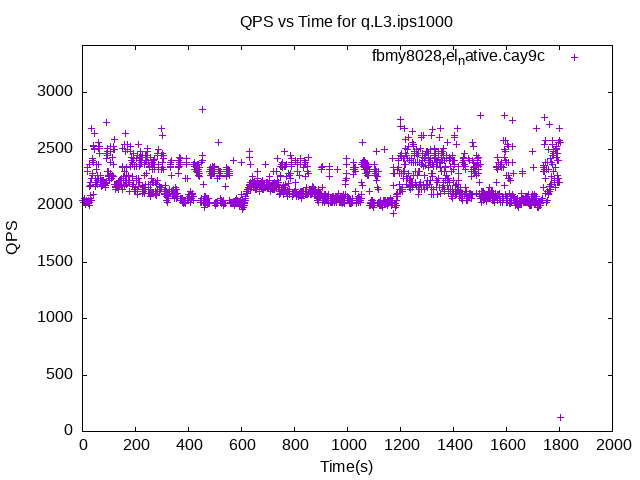 QPS vs Time for q.L3.ips1000
fbmy8028relnative.cay9c
3000
2500
2000
1500
1000
500
0
QPS
0 200 400 600 800 1000 1200 1400 1600 1800 2000
Time(s)